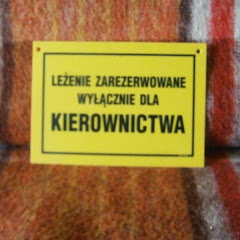 LEŻENIE ZAREZERWOWANE
WYŁĄCZNIE DLA
KIEROWNICTWA